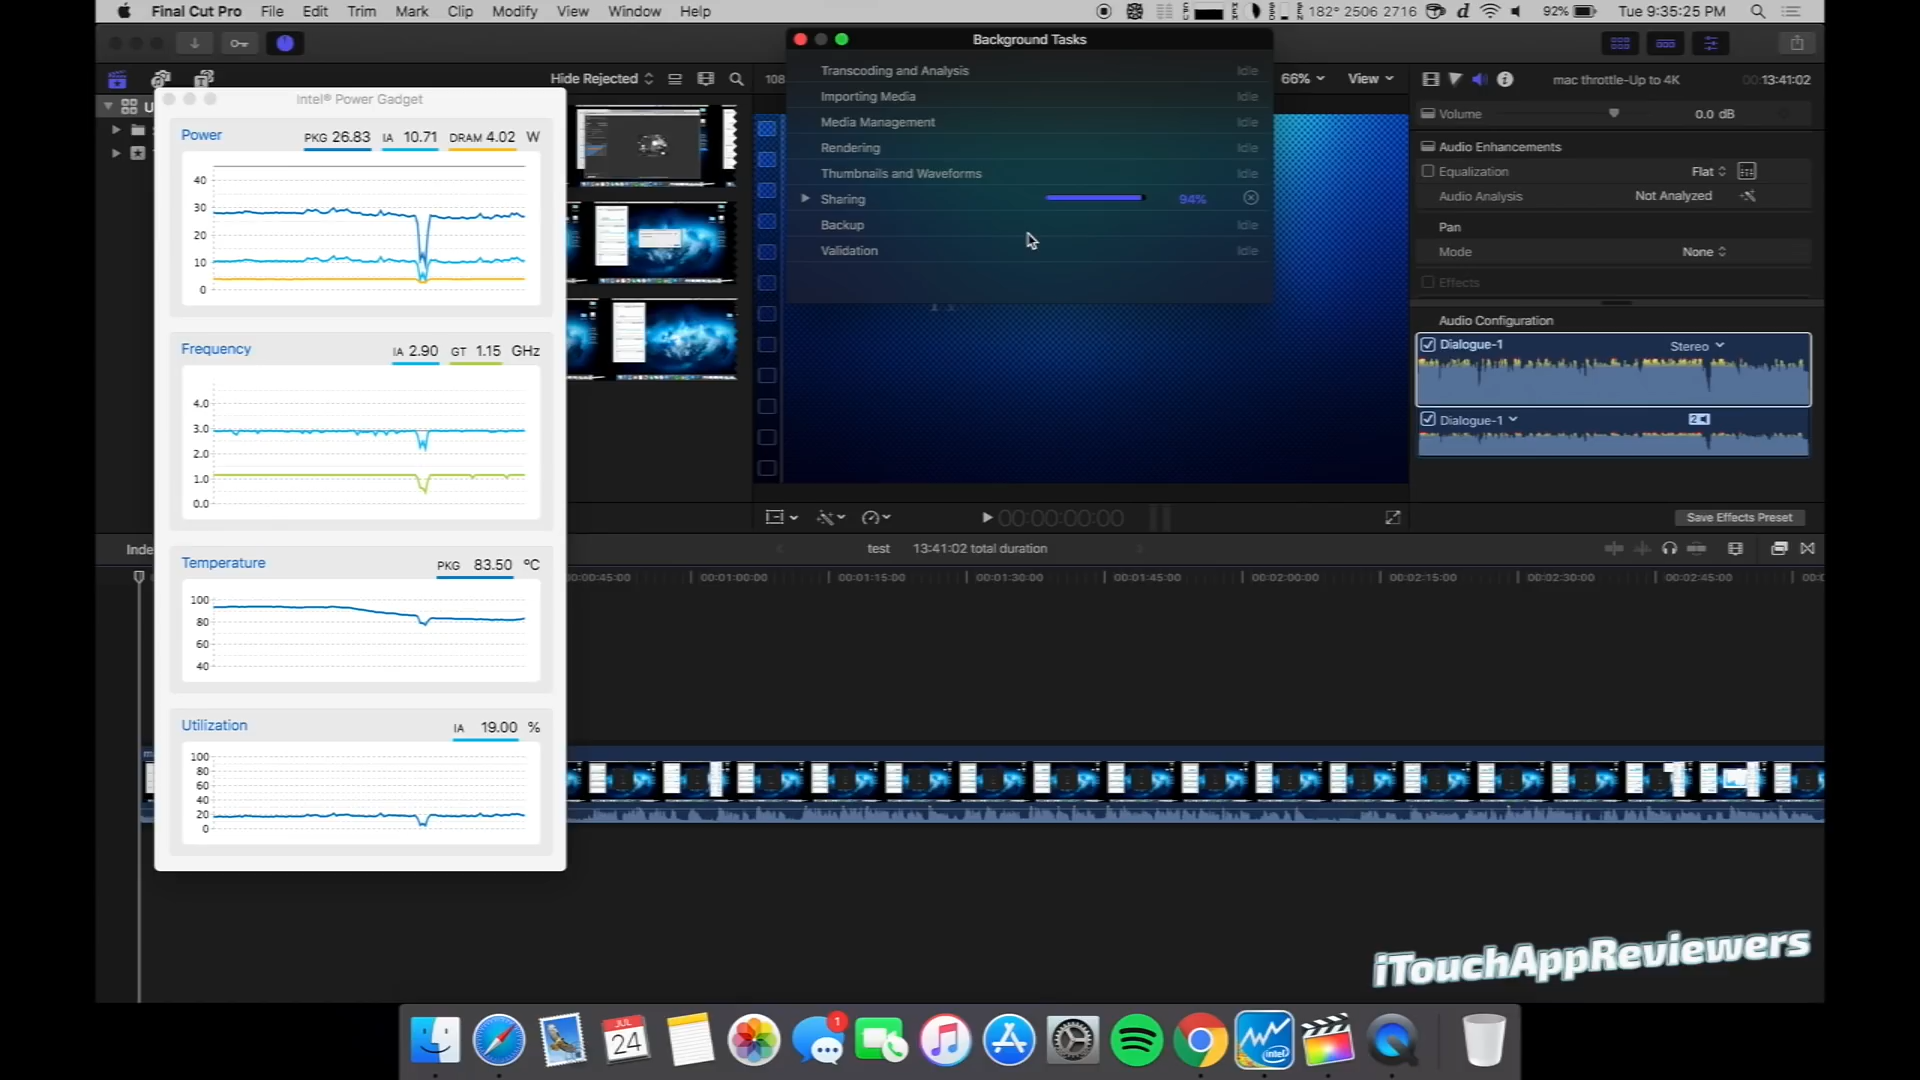 Final Cut Pro File Edit Trim Mark Clip Modify View Window Help 182° 2506 2716 92% Tue 9:35:25 PM
Background Tasks
Transcoding and Analysis Idle
Importing Media Idle
Media Management Idle
Rendering Idle
Thumbnails and Waveforms Idle
Sharing 94%
Backup Idle
Validation Idle
Hide Rejected
108
66% View
mac throttle-Up to 4K 00:13:41:02
Volume 0.0 dB
Audio Enhancements
Equalization Flat
Audio Analysis Not Analyzed
Pan
Mode None
Effects
Audio Configuration
Dialogue-1 Stereo
Dialogue-1 2
Save Effects Preset
Intel® Power Gadget
Power PKG 26.83 IA 10.71 DRAM 4.02 W
40
30
20
10
0
Frequency IA 2.90 GT 1.15 GHz
4.0
3.0
2.0
1.0
0.0
Temperature PKG 83.50 ºC
100
80
60
40
Utilization IA 19.00 %
100
80
60
40
20
0
00:00:00:00
Inde
test 13:41:02 total duration
00:00:45:00 00:01:00:00 00:01:15:00 00:01:30:00 00:01:45:00 00:02:00:00 00:02:15:00 00:02:30:00 00:02:45:00
iTouchAppReviewers
JUL
24
1
intel